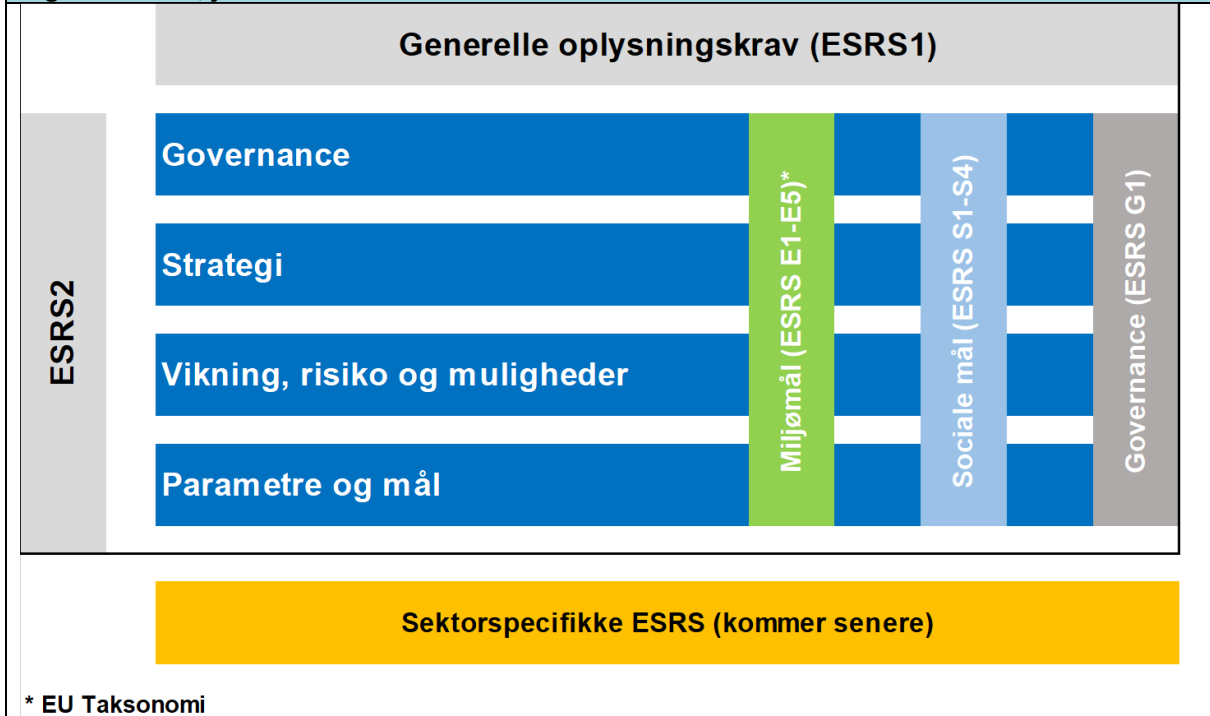 Generelle oplysningskrav (ESRS1)
ESRS2
Governance
Strategi
Vikning, risiko og muligheder
Parametre og mål
Miljømål (ESRS E1-E5)*
Sociale mål (ESRS S1-S4)
Governance (ESRS G1)
Sektorspecifikke ESRS (kommer senere)
* EU Taksonomi